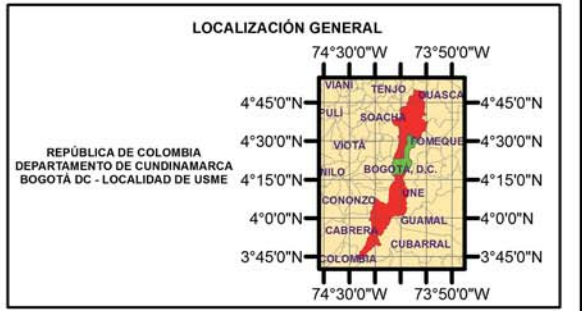 LOCALIZACIÓN GENERAL
74°30'0"W 73°50'0"W
VIANI TENJO GUASCA
4°45'0"N 4°45'0"N
PULI SOACHA
4°30'0"N FOMEQUE 4°30'0"N
VIOTÁ
REPÚBLICA DE COLOMBIA
DEPARTAMENTO DE CUNDINAMARCA
BOGOTÀ DC - LOCALIDAD DE USME
NILO BOGOTÁ, D.C.
4°15'0"N 4°15'0"N
CONONZO UNE
4°0'0"N GUAMAL 4°0'0"N
CABRERA
CUBARRAL
3°45'0"N COLOMBIA 3°45'0"N
74°30'0"W 73°50'0"W